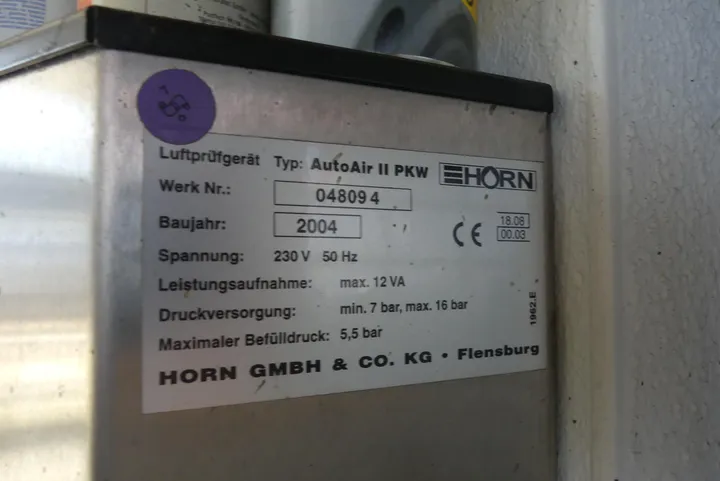 Luftprüfgerät Typ: AutoAir II PKW
HORN
Werk Nr.: 048094
Baujahr: 2004
CE
18.08
00.03
Spannung: 230 V 50 Hz
Leistungsaufnahme: max. 12 VA
Druckversorgung: min. 7 bar, max. 16 bar
Maximaler Befülldruck: 5,5 bar
1962.E
HORN GMBH & CO. KG • Flensburg